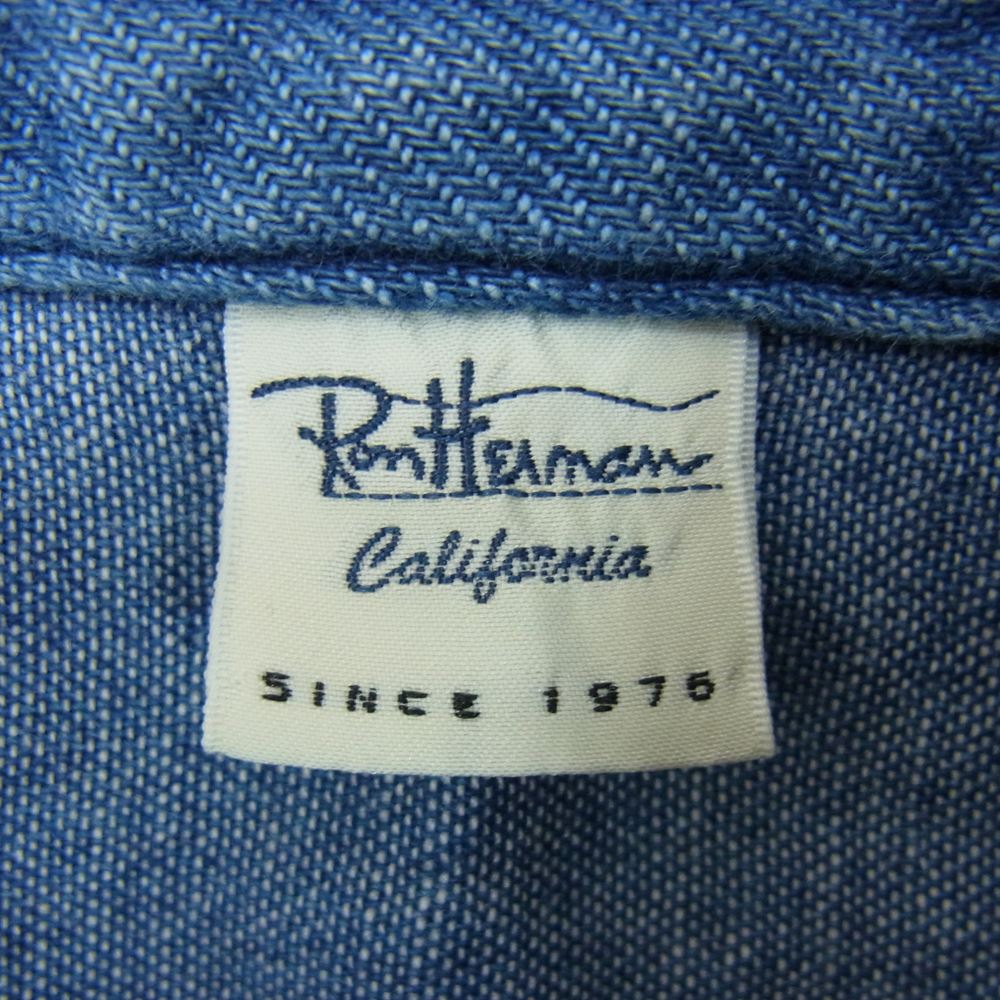 Ron Herman
California
SINCE 1976